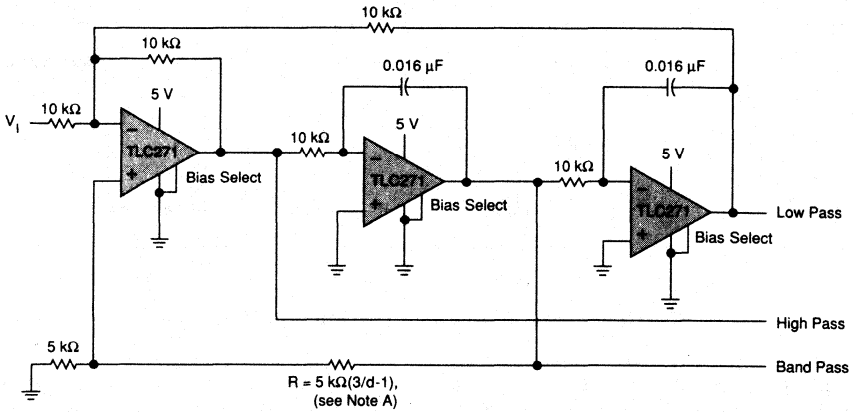 10 kΩ
10 kΩ
0.016 µF
0.016 µF
5 V
10 kΩ
V_I
−
TLC271
+
Bias Select
5 V
10 kΩ
−
TLC271
+
Bias Select
5 V
10 kΩ
−
TLC271
+
Bias Select
Low Pass
High Pass
5 kΩ
Band Pass
R = 5 kΩ(3/d-1),
(see Note A)